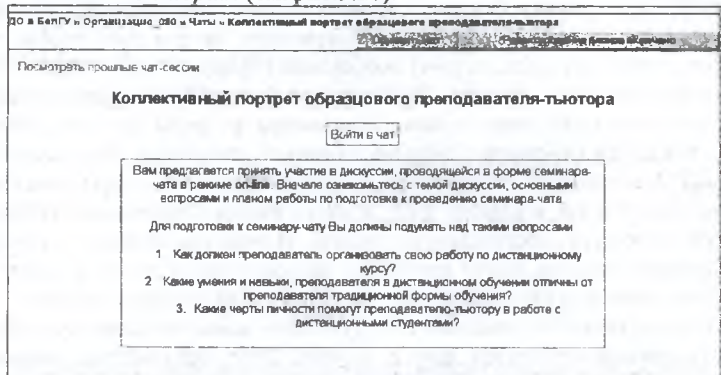 ДО в БелГУ » Организацию_ОЗО » Чаты » Коллективный портрет образцового преподавателя-тьютора
Посмотреть прошлые чат-сессии
Коллективный портрет образцового преподавателя-тьютора
Войти в чат
Вам предлагается принять участие в дискуссии, проводящейся в форме семинара-
чата в режиме on-line Вначале ознакомьтесь с темой дискуссии, основными
вопросами и планом работы по подготовке к проведению семинара-чата
Для подготовки к семинару-чату Вы должны подумать над такими вопросами
1 Как должен преподаватель организовать свою работу по дистанционному
курсу?
2 Какие умения и навыки, преподавателя в дистанционном обучении отличны от
преподавателя традиционной формы обучения?
3. Какие черты личности помогут преподавателю-тьютору в работе с
дистанционными студентами?